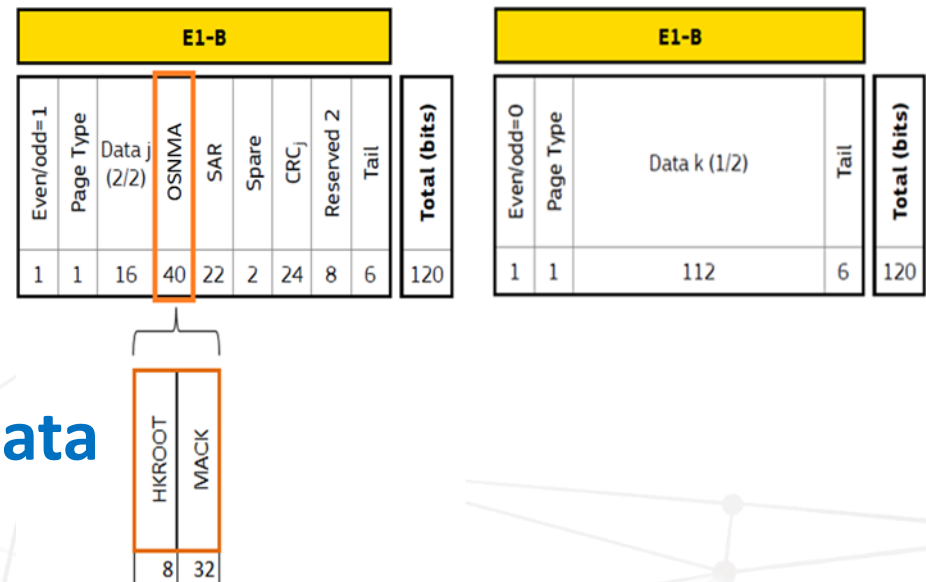 E1-B
Even/odd=1 Page Type Data j (2/2) OSNMA SAR Spare CRCj Reserved 2 Tail Total (bits)
1 1 16 40 22 2 24 8 6 120
E1-B
Even/odd=0 Page Type Data k (1/2) Tail Total (bits)
1 1 112 6 120
HKROOT MACK
8 32
ata